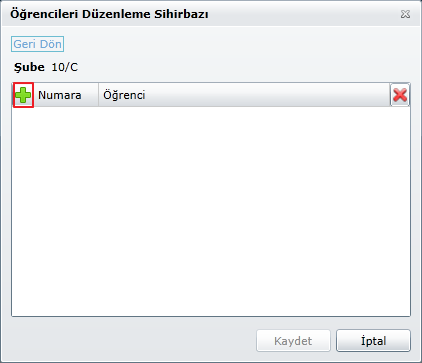 Öğrencileri Düzenleme Sihirbazı
Geri Dön
Şube 10/C
Numara Öğrenci
Kaydet İptal